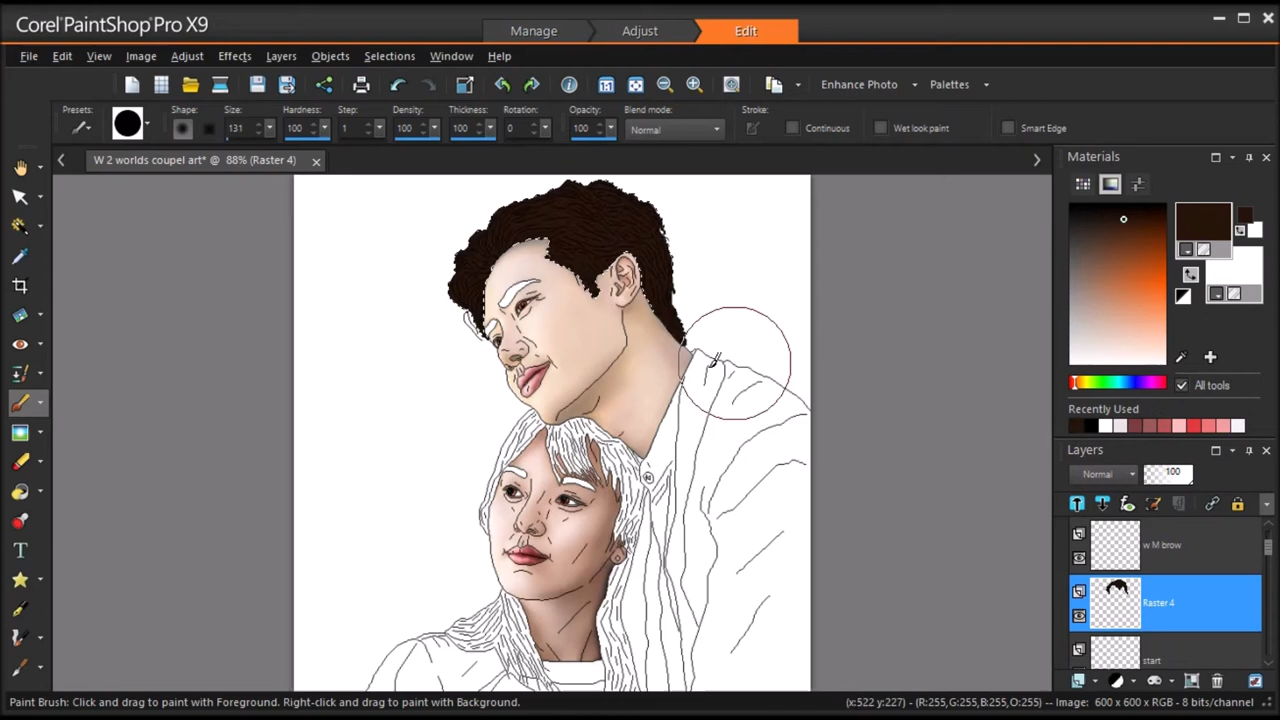 Corel PaintShop Pro X9
Manage Adjust Edit
File Edit View Image Adjust Effects Layers Objects Selections Window Help
Enhance Photo Palettes
Presets: Shape: Size: Hardness: Step: Density: Thickness: Rotation: Opacity: Blend mode: Stroke:
131 100 1 100 100 0 100 Normal Continuous Wet look paint Smart Edge
W 2 worlds coupel art* @ 88% (Raster 4)
Materials
All tools
Recently Used
Layers
Normal 100
w M brow
Raster 4
start
Paint Brush: Click and drag to paint with Foreground. Right-click and drag to paint with Background.
(x:522 y:227) -- (R:255,G:255,B:255,O:255) -- Image: 600 x 600 x RGB - 8 bits/channel